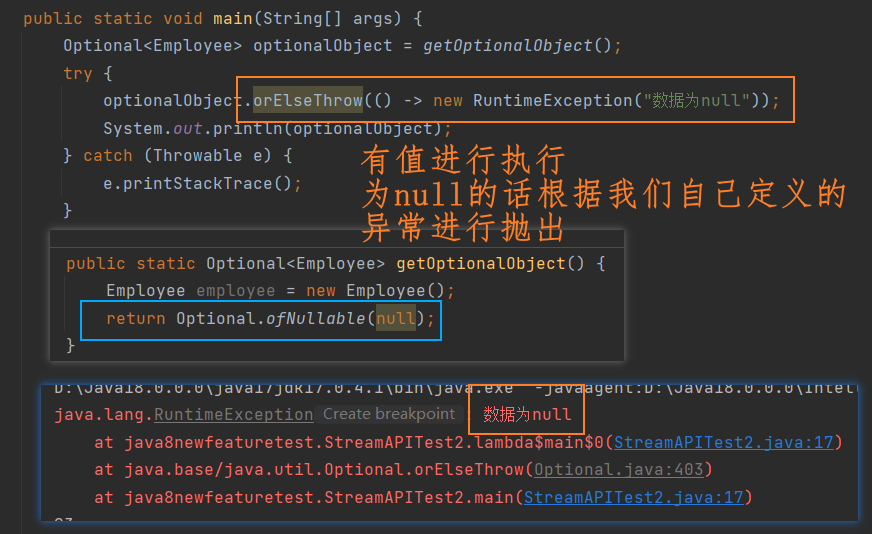 public static void main(String[] args) {
Optional<Employee> optionalObject = getOptionalObject();
try {
optionalObject.orElseThrow(() -> new RuntimeException("数据为null"));
System.out.println(optionalObject);
} catch (Throwable e) {
e.printStackTrace();
}
有值进行执行
为null的话根据我们自己定义的
异常进行抛出
public static Optional<Employee> getOptionalObject() {
Employee employee = new Employee();
return Optional.ofNullable(null);
}
D:\Java18.0.0.0\java17jdk17.0.4.1\bin\java.exe "-javaagent:D:\Java18.0.0.0\Intel
java.lang.RuntimeException Create breakpoint : 数据为null
at java8newfeaturetest.StreamAPITest2.lambda$main$0(StreamAPITest2.java:17)
at java.base/java.util.Optional.orElseThrow(Optional.java:403)
at java8newfeaturetest.StreamAPITest2.main(StreamAPITest2.java:17)